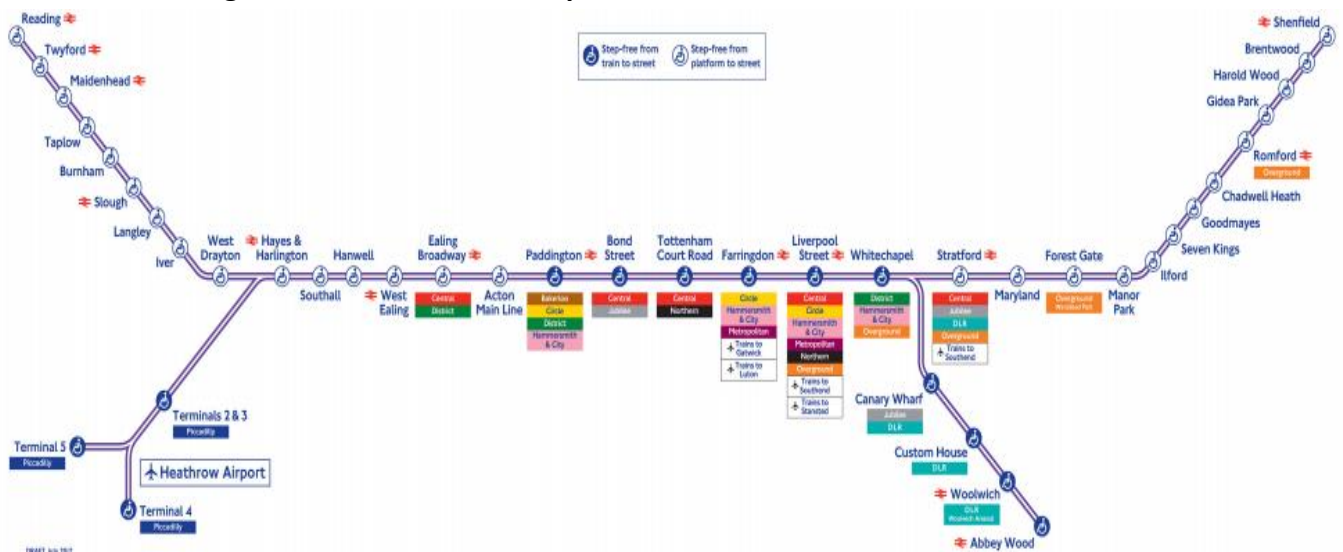 Reading
Twyford
Maidenhead
Taplow
Burnham
Slough
Langley
Iver
West
Drayton
Hayes &
Harlington
Southall
Hanwell
West
Ealing
Ealing
Broadway
Central
District
Acton
Main Line
Paddington
Bakerloo
Circle
District
Hammersmith
& City
Bond
Street
Central
Jubilee
Tottenham
Court Road
Central
Northern
Farringdon
Circle
Hammersmith
& City
Metropolitan
Trains to
Gatwick
Trains to
Luton
Liverpool
Street
Central
Circle
Hammersmith
& City
Metropolitan
Northern
Overground
Trains to
Southend
Trains to
Stansted
Whitechapel
District
Hammersmith
& City
Overground
Stratford
Central
Jubilee
DLR
Overground
Trains to
Southend
Maryland
Forest Gate
Overground
Wanstead Park
Manor
Park
Ilford
Seven Kings
Goodmayes
Chadwell Heath
Romford
Overground
Gidea Park
Harold Wood
Brentwood
Shenfield
Step-free from
train to street
Step-free from
platform to street
Terminals 2 & 3
Piccadilly
Terminal 5
Piccadilly
Heathrow Airport
Terminal 4
Piccadilly
Canary Wharf
Jubilee
DLR
Custom House
DLR
Woolwich
DLR
Woolwich Arsenal
Abbey Wood